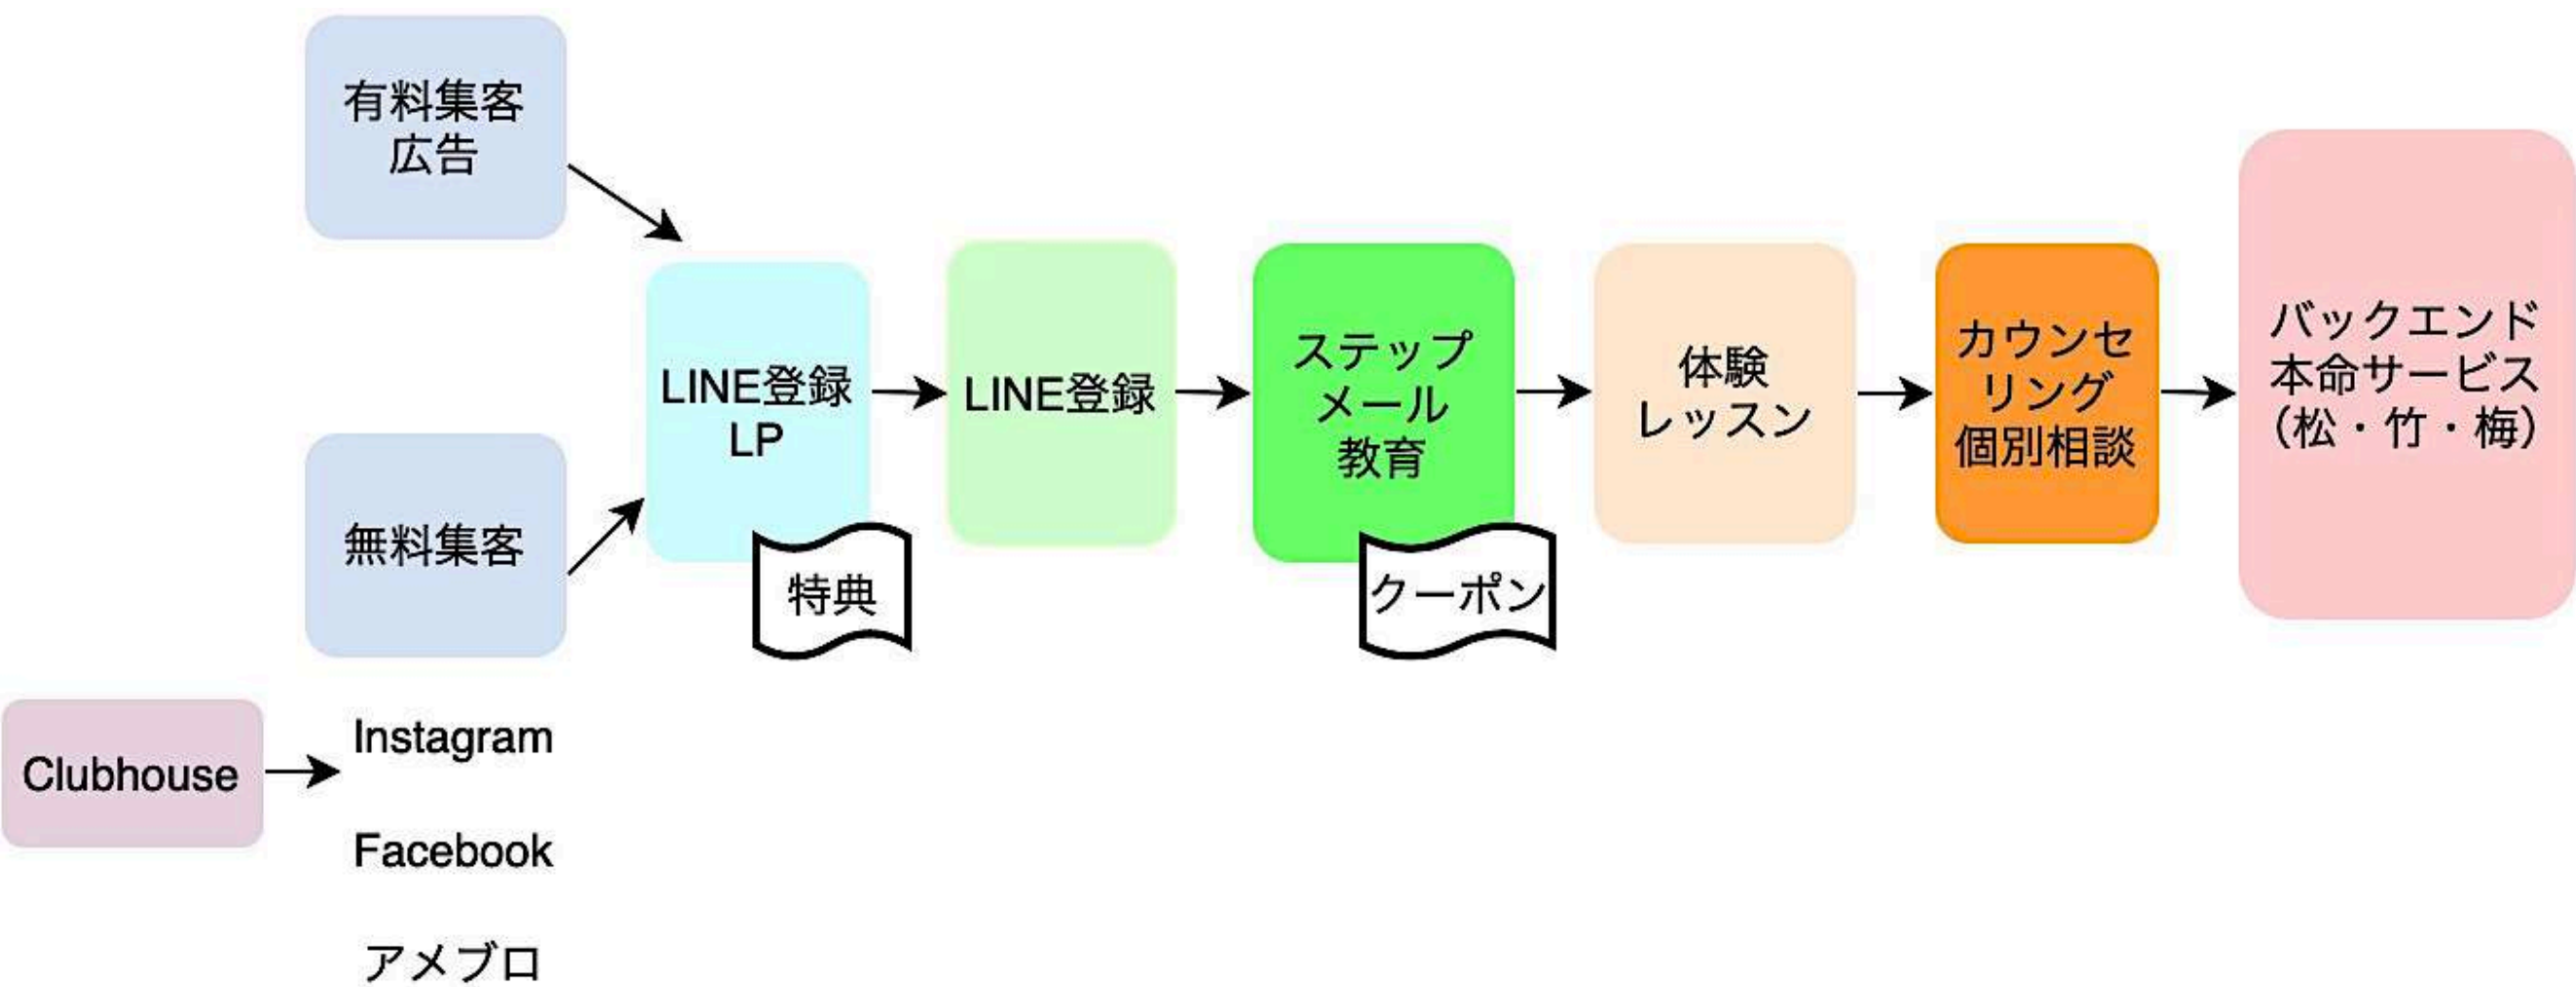 有料集客
広告
無料集客
LINE登録
LP
特典
LINE登録
ステップ
メール
教育
クーポン
体験
レッスン
カウンセ
リング
個別相談
バックエンド
本命サービス
（松・竹・梅）
Clubhouse
Instagram
Facebook
アメブロ